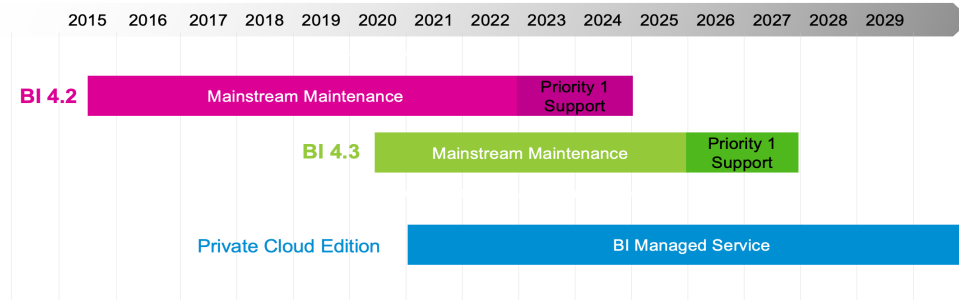 2015 2016 2017 2018 2019 2020 2021 2022 2023 2024 2025 2026 2027 2028 2029
BI 4.2
Mainstream Maintenance
Priority 1
Support
BI 4.3
Mainstream Maintenance
Priority 1
Support
Private Cloud Edition
BI Managed Service